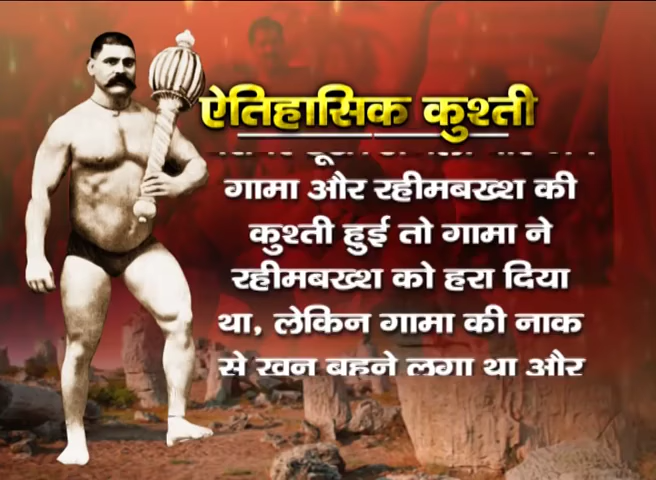 ऐतिहासिक कुश्ती
गामा और रहीमबख्श की
कुश्ती हुई तो गामा ने
रहीमबख्श को हरा दिया
था, लेकिन गामा की नाक
से खून बहने लगा था और